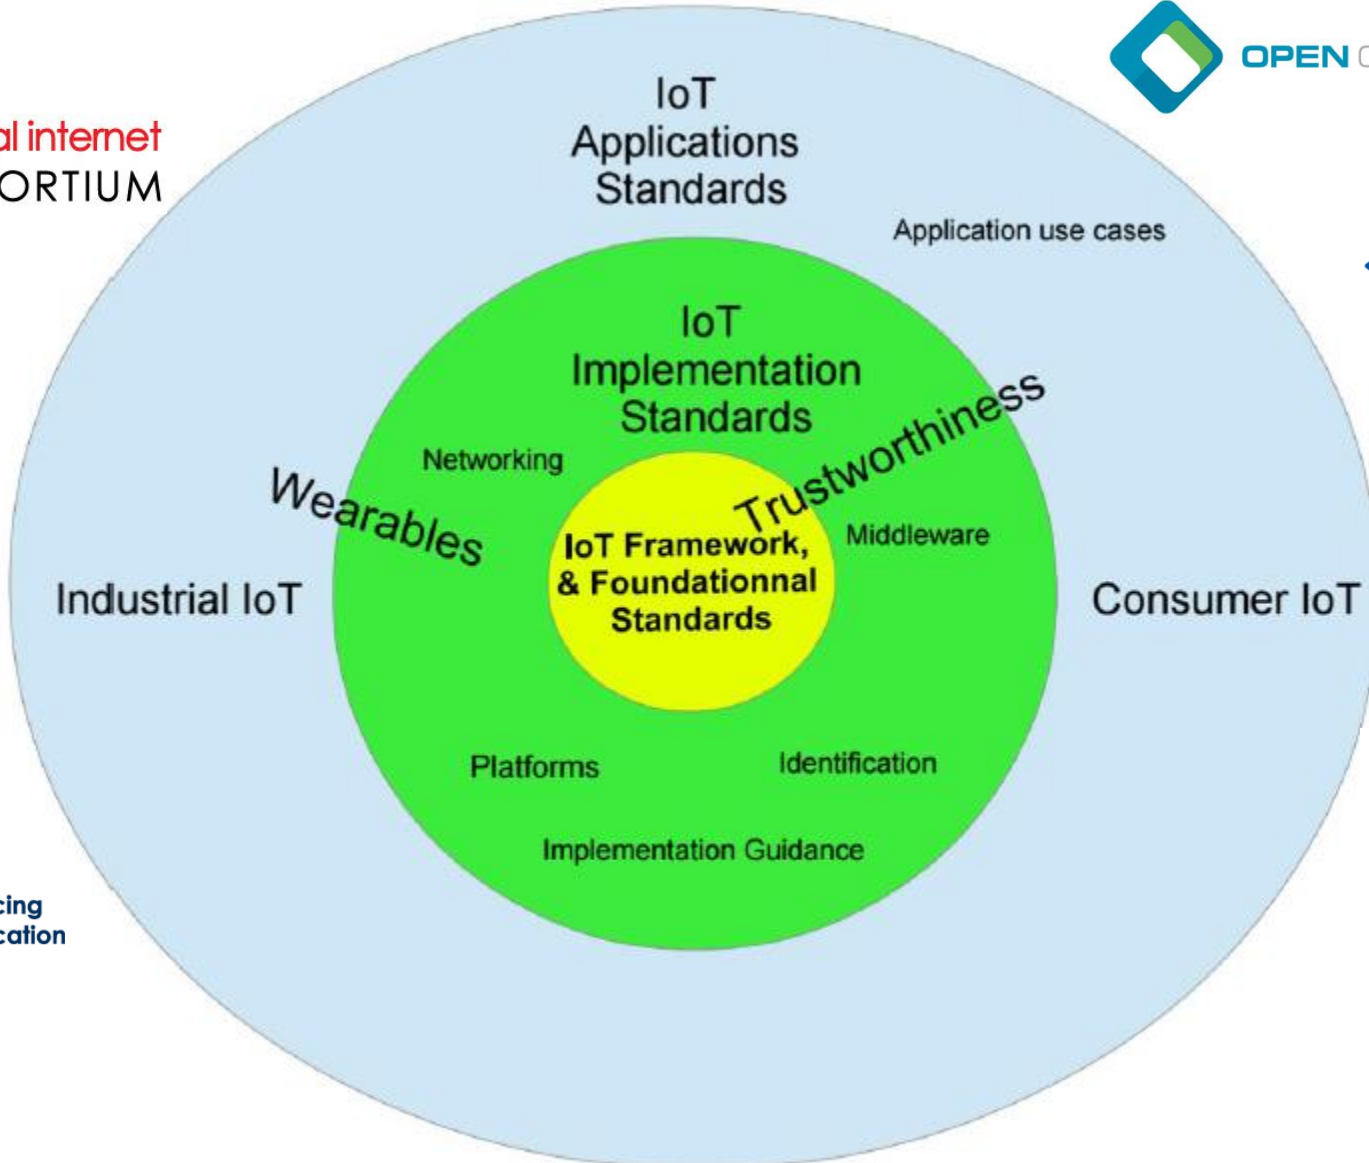 OPEN
al internet
ORTIUM
IoT
Applications
Standards
Application use cases
IoT
Implementation
Standards
Networking
Trustworthiness
Wearables
Middleware
IoT Framework,
& Foundationnal
Standards
Industrial IoT
Consumer IoT
Platforms
Identification
Implementation Guidance
cing
cation